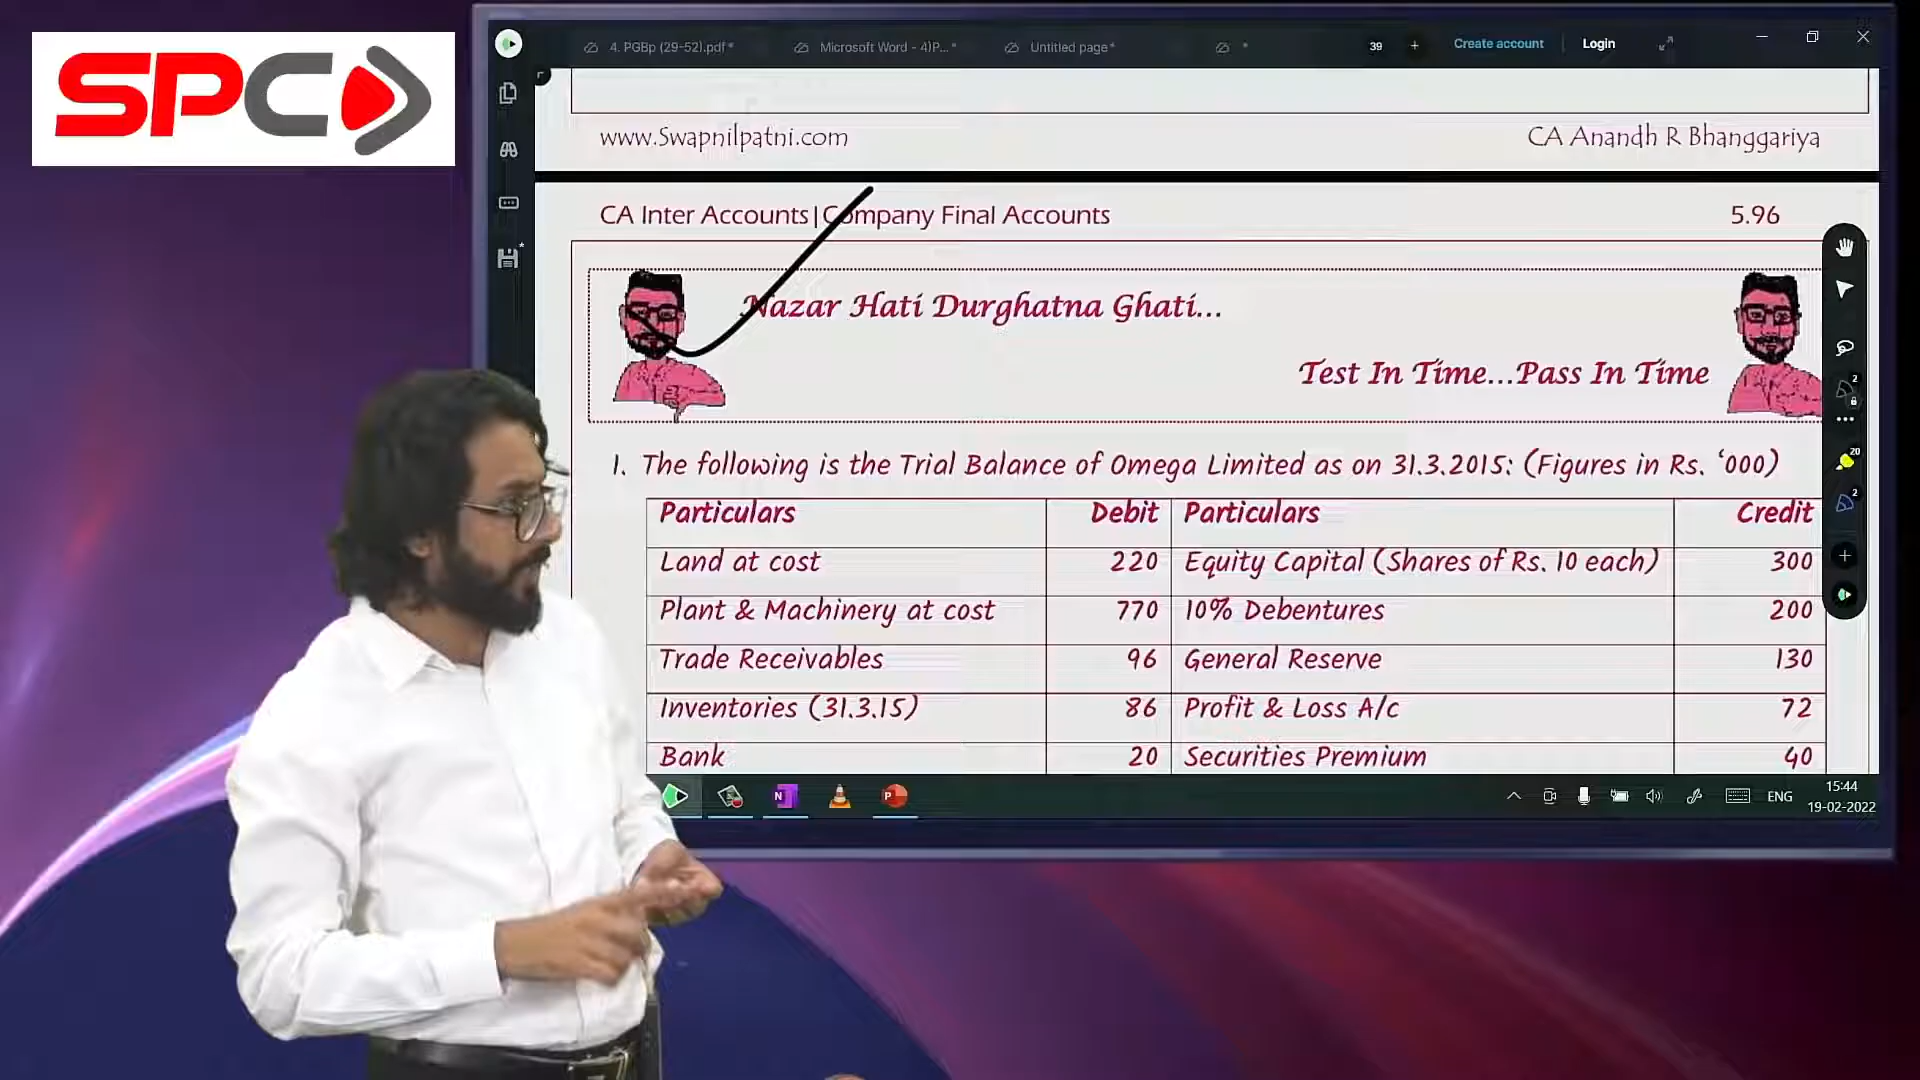 SPC
4. PGBp (29-52).pdf *
Microsoft Word - 4)P... *
Untitled page *
*
39
+
Create account
Login
www.Swapnilpatni.com
CA Anandh R Bhanggariya
CA Inter Accounts|Company Final Accounts
5.96
Nazar Hati Durghatna Ghati...
Test In Time...Pass In Time
1. The following is the Trial Balance of Omega Limited as on 31.3.2015: (Figures in Rs. ‘000)
Particulars Debit Particulars Credit
Land at cost 220 Equity Capital (Shares of Rs. 10 each) 300
Plant & Machinery at cost 770 10% Debentures 200
Trade Receivables 96 General Reserve 130
Inventories (31.3.15) 86 Profit & Loss A/c 72
Bank 20 Securities Premium 40
2
20
2
N
P
ENG
15:44
19-02-2022